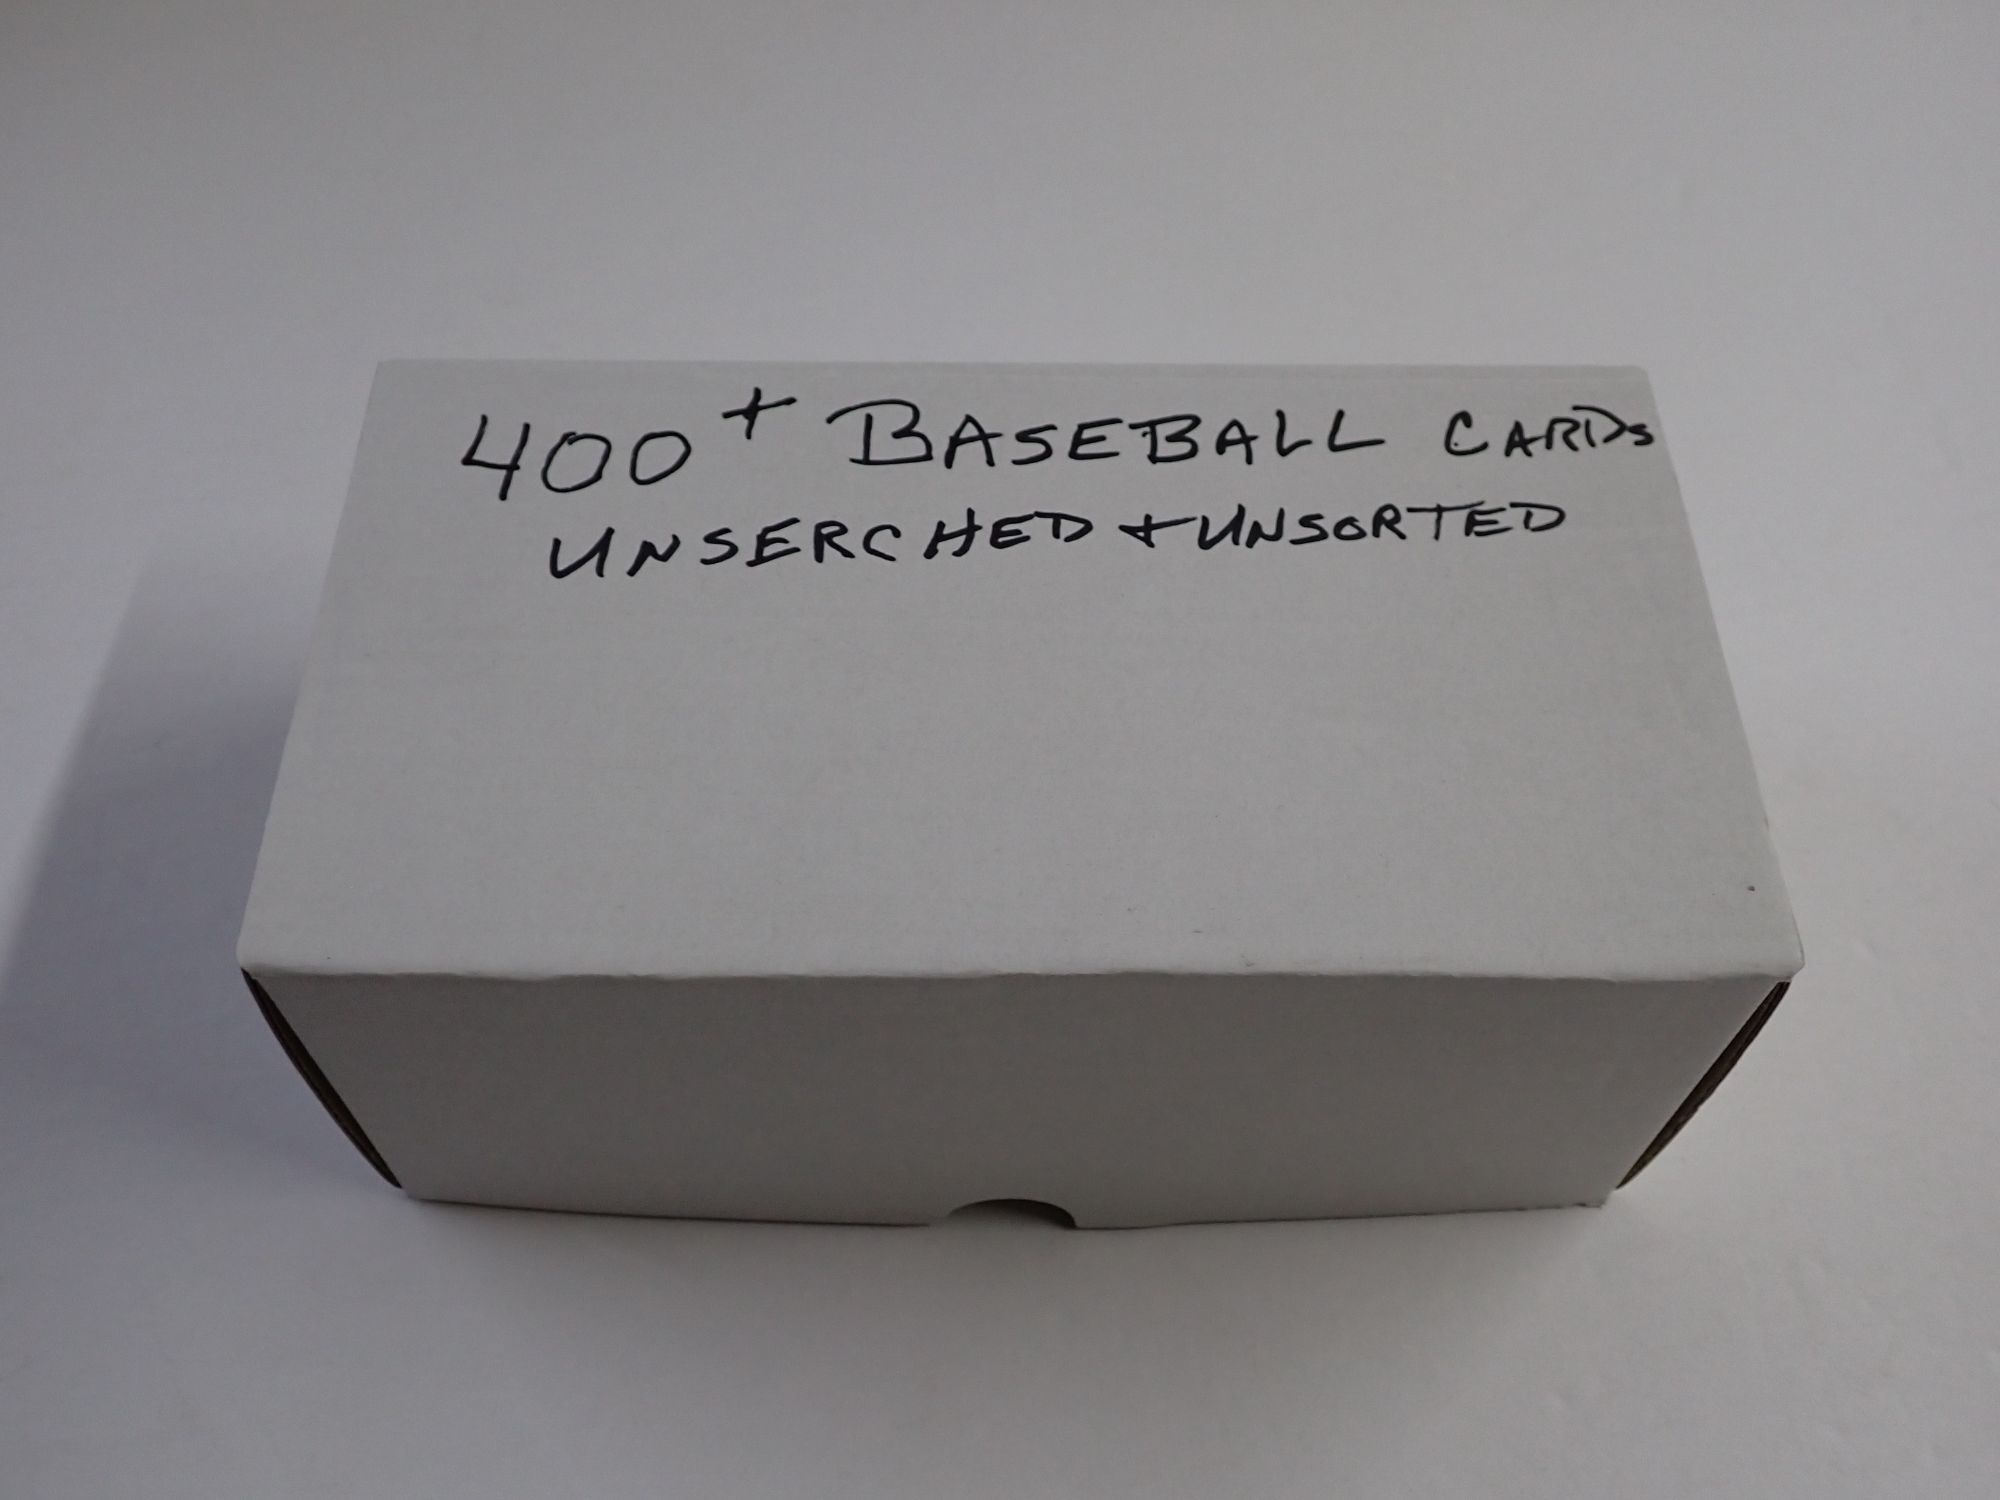 400+ BASEBALL CARDS
UNSERCHED + UNSORTED